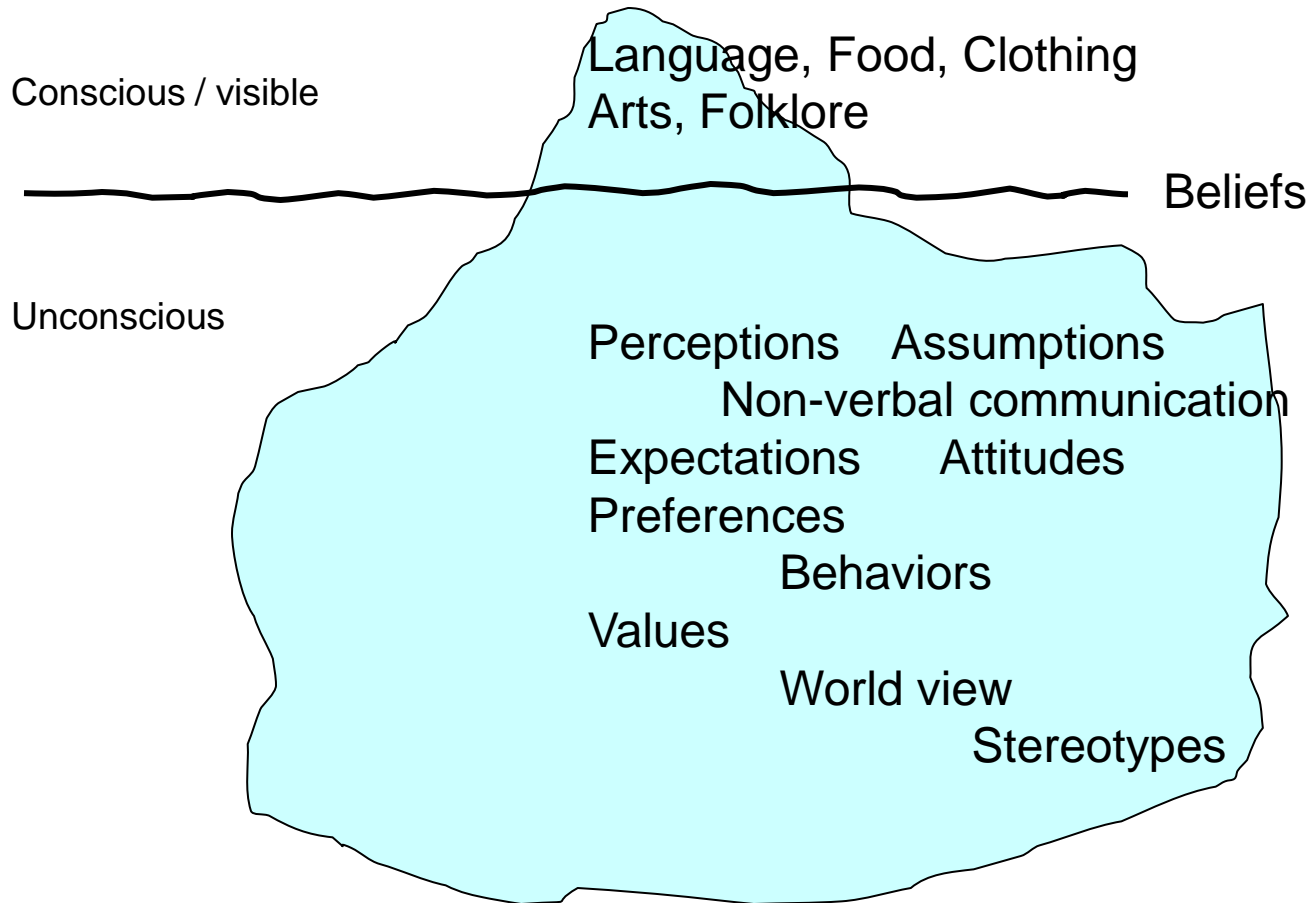 Language, Food, Clothing
Conscious / visible
Arts, Folklore
Beliefs
Unconscious
Perceptions Assumptions
Non-verbal communication
Expectations Attitudes
Preferences
Behaviors
Values
World view
Stereotypes